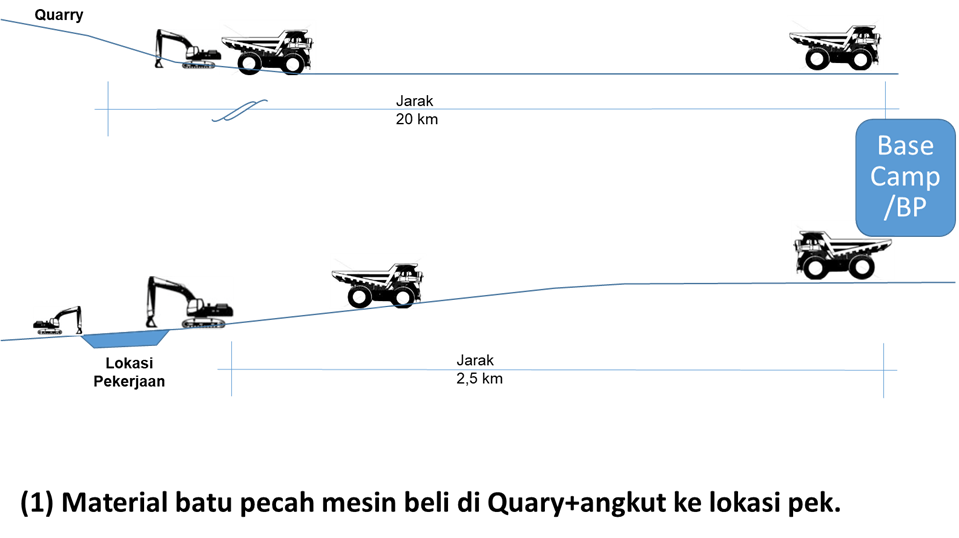 Quarry
Jarak
20 km
Base
Camp
/BP
Lokasi
Pekerjaan
Jarak
2,5 km
(1) Material batu pecah mesin beli di Quary+angkut ke lokasi pek.